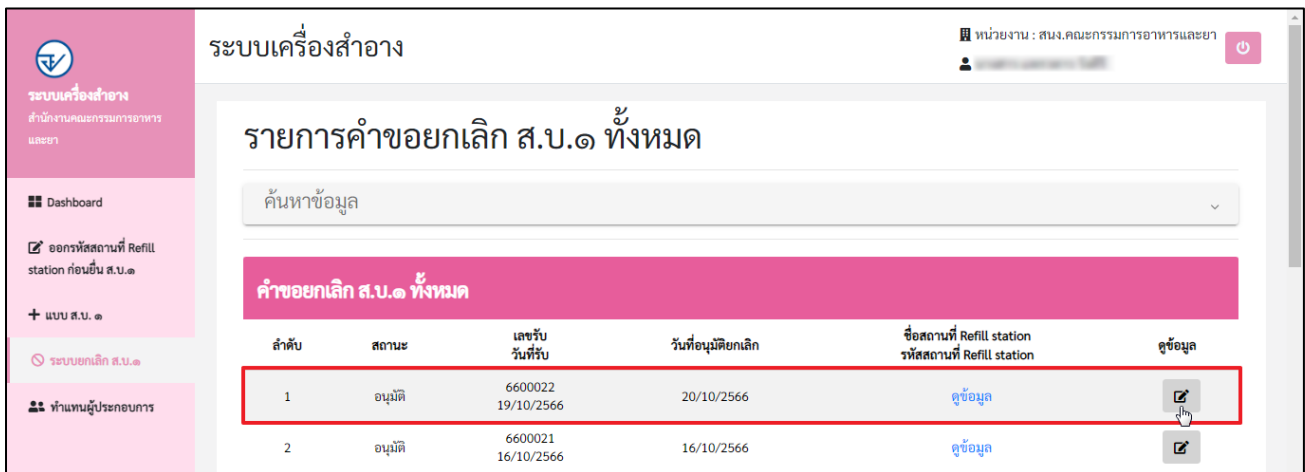 ระบบเครื่องสำอาง
สำนักงานคณะกรรมการอาหาร
และยา
Dashboard
ออกรหัสสถานที่ Refill
station ก่อนยื่น ส.บ.๑
แบบ ส.บ. ๑
ระบบยกเลิก ส.บ.๑
ทำแทนผู้ประกอบการ
ระบบเครื่องสำอาง
หน่วยงาน : สนง.คณะกรรมการอาหารและยา
รายการคำขอยกเลิก ส.บ.๑ ทั้งหมด
ค้นหาข้อมูล
คำขอยกเลิก ส.บ.๑ ทั้งหมด
ลำดับ สถานะ เลขรับ วันที่อนุมัติยกเลิก ชื่อสถานที่ Refill station ดูข้อมูล
วันที่รับ รหัสสถานที่ Refill station
1 อนุมัติ 6600022 20/10/2566 ดูข้อมูล
19/10/2566
2 อนุมัติ 6600021 16/10/2566 ดูข้อมูล
16/10/2566